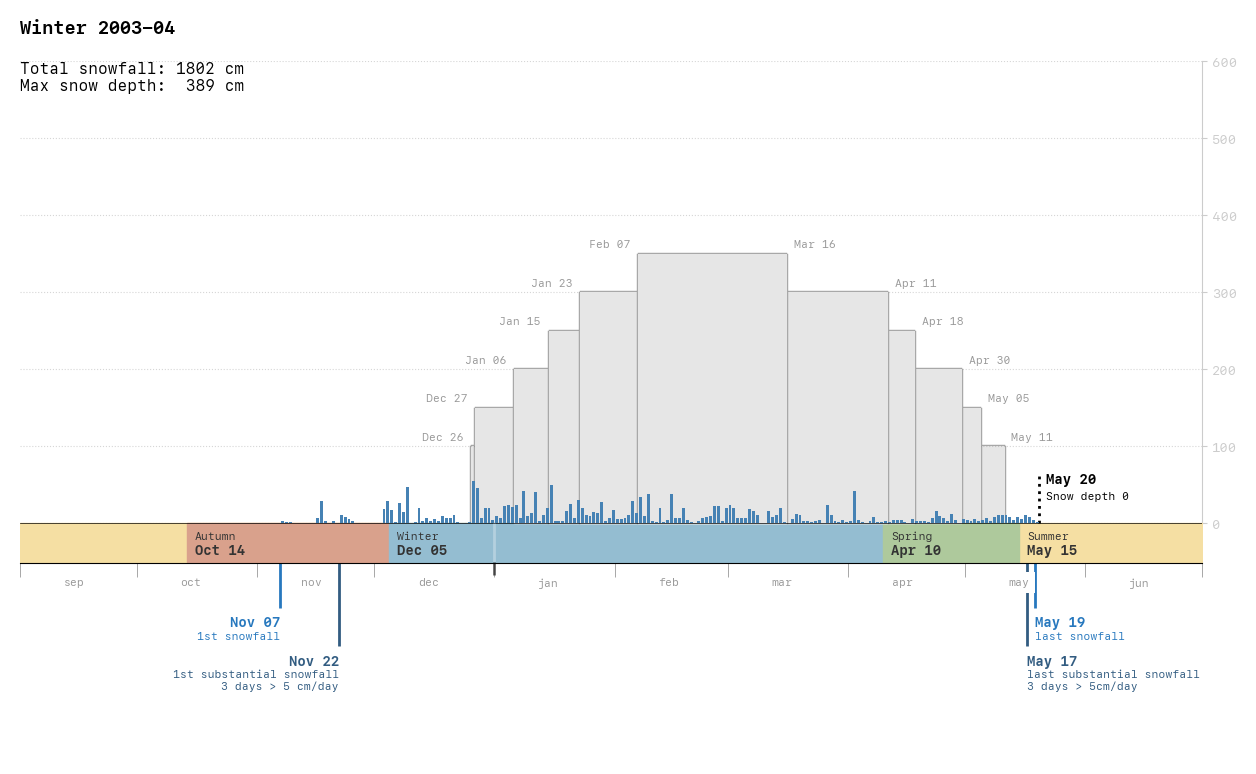 Winter 2003–04
Total snowfall: 1802 cm
Max snow depth:  389 cm
600
500
400
Feb 07
Mar 16
Jan 23
Apr 11
300
Jan 15
Apr 18
Jan 06
Apr 30
200
Dec 27
May 05
Dec 26
May 11
100
May 20
Snow depth 0
0
Autumn
Oct 14
Winter
Dec 05
Spring
Apr 10
Summer
May 15
sep
oct
nov
dec
jan
feb
mar
apr
may
jun
Nov 07
1st snowfall
May 19
last snowfall
Nov 22
1st substantial snowfall
3 days > 5 cm/day
May 17
last substantial snowfall
3 days > 5cm/day